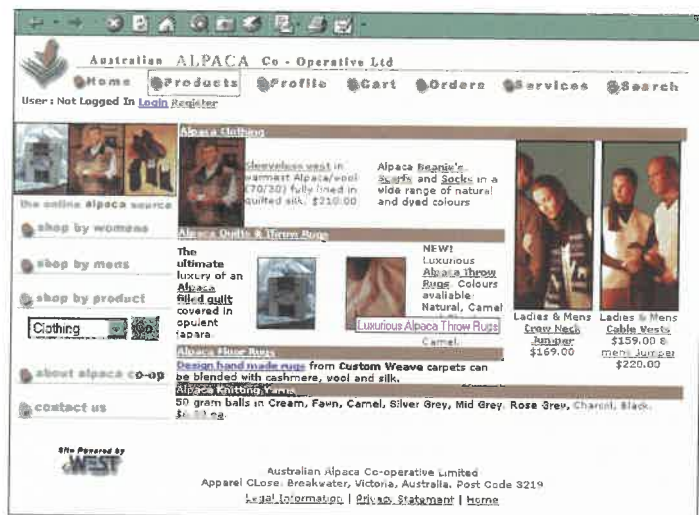 Australian ALPACA Co - Operative Ltd
Home Products Profile Cart Orders Services Search
User : Not Logged In Login Register
the online alpaca source
shop by womens
shop by mens
shop by product
Clothing Go
about alpaca co-op
contact us
Site Powered by
eWEST
Alpaca Clothing
Sleeveless vest in
warmest Alpaca/wool
(70/30) fully lined in
quilted silk. $210.00
Alpaca Beanie's
Scarfs and Socks in a
wide range of natural
and dyed colours
Alpaca Quilts & Throw Rugs
The
ultimate
luxury of an
Alpaca
filled quilt
covered in
opulent
japara
NEW!
Luxurious
Alpaca Throw
Rugs. Colours
available:
Natural, Camel
Luxurious Alpaca Throw Rugs
Camel.
Alpaca Floor Rugs
Design hand made rugs from Custom Weave carpets can
be blended with cashmere, wool and silk.
Alpaca Knitting Yarns
50 gram balls in Cream, Fawn, Camel, Silver Grey, Mid Grey, Rose Grey, Charcoal, Black.
ea.
Ladies & Mens
Crew Neck
Jumper
$169.00
Ladies & Mens
Cable Vests
$159.00 &
mens Jumper
$220.00
Australian Alpaca Co-operative Limited
Apparel CLose. Breakwater, Victoria, Australia. Post Code 3219
Legal Information | Privacy Statement | Home